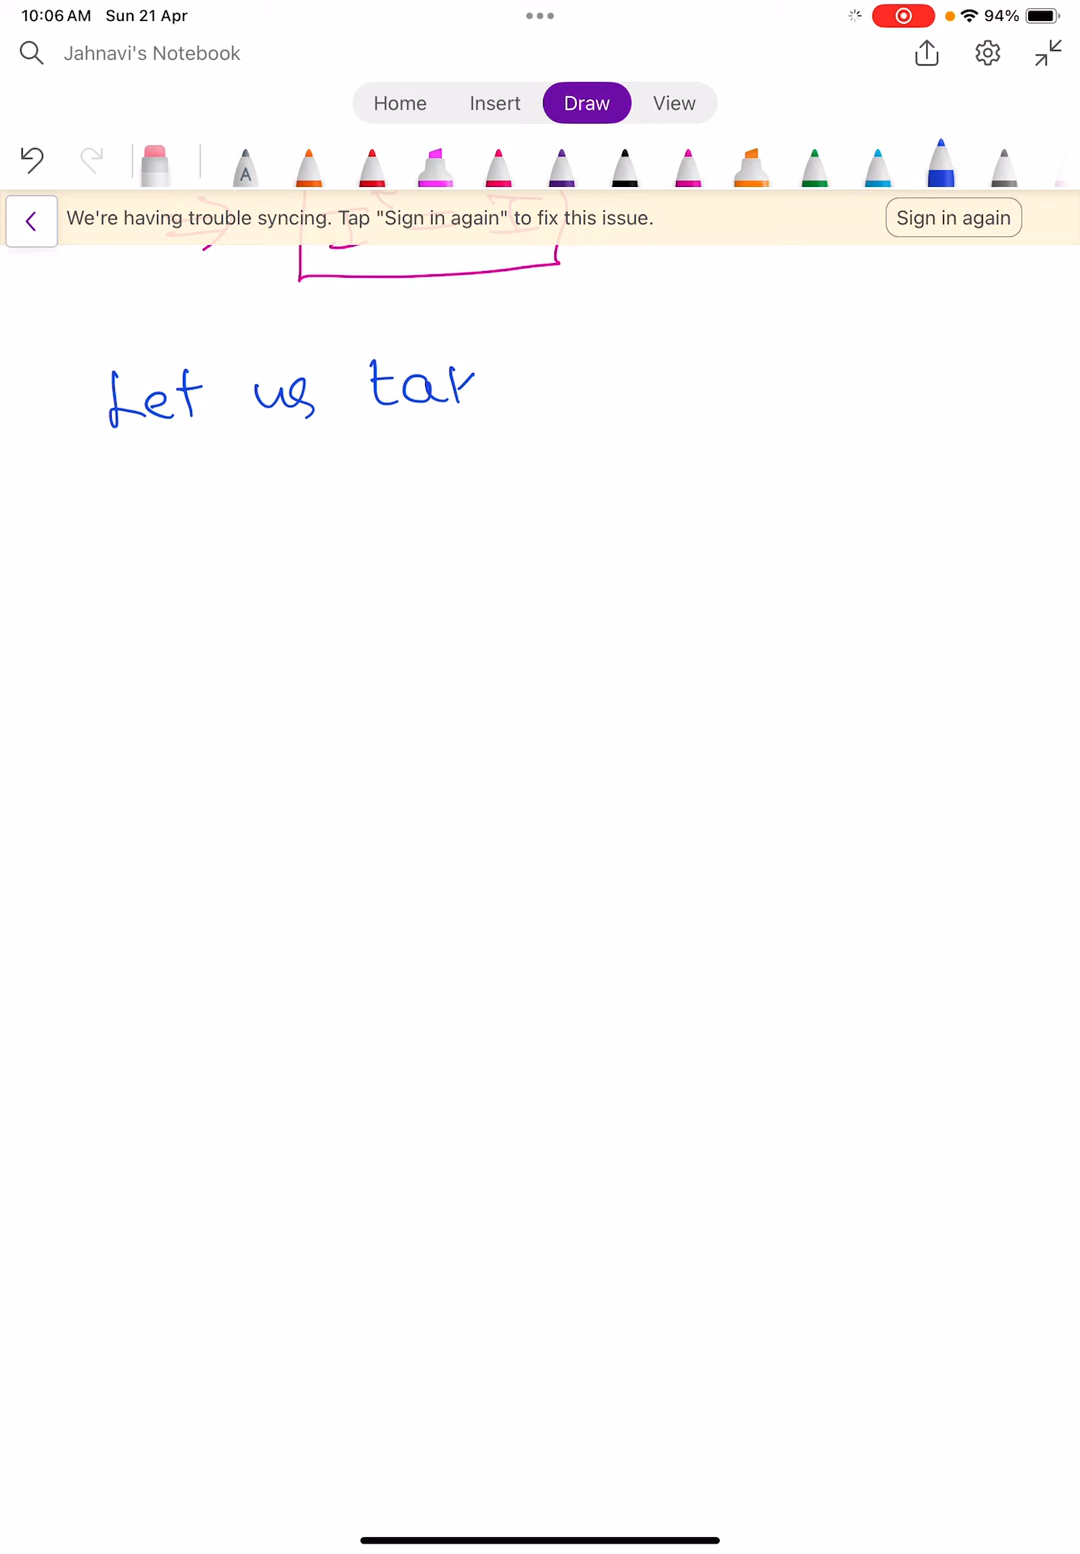 10:06 AM Sun 21 Apr 94%
Jahnavi's Notebook
Home Insert Draw View
A
We're having trouble syncing. Tap "Sign in again" to fix this issue. Sign in again
Let us tak